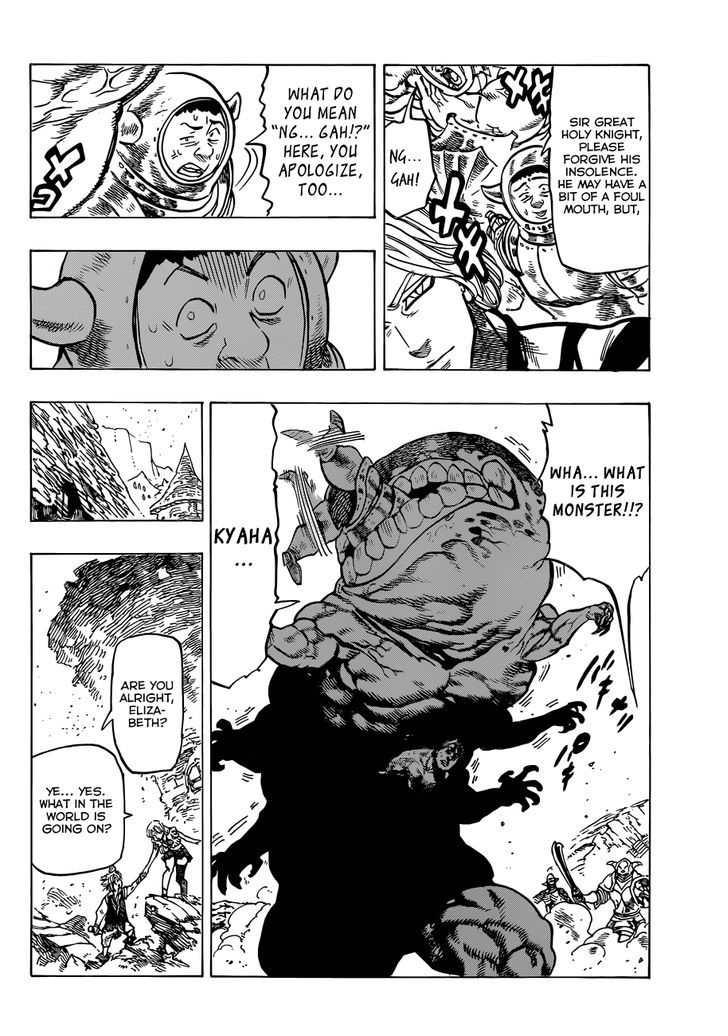 SIR GREAT
HOLY KNIGHT,
PLEASE
FORGIVE HIS
INSOLENCE.
HE MAY HAVE A
BIT OF A FOUL
MOUTH, BUT,
NG...
GAH!
WHAT DO
YOU MEAN
"NG... GAH!?"
HERE, YOU
APOLOGIZE,
TOO...
WHA... WHAT
IS THIS
MONSTER!!?
KYAHA
...
ARE YOU
ALRIGHT,
ELIZA-
BETH?
YE... YES.
WHAT IN THE
WORLD IS
GOING ON?